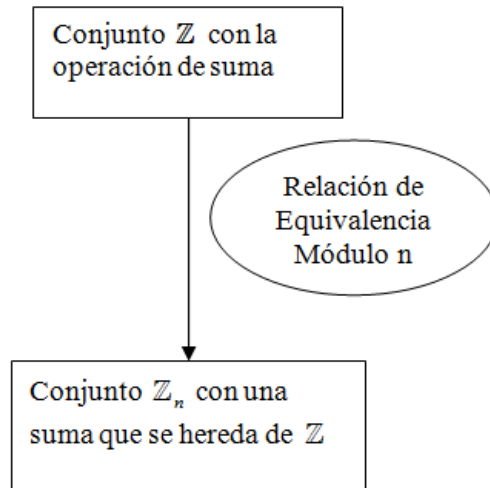 Conjunto ℤ con la
operación de suma
Relación de
Equivalencia
Módulo n
Conjunto ℤₙ con una
suma que se hereda de ℤ